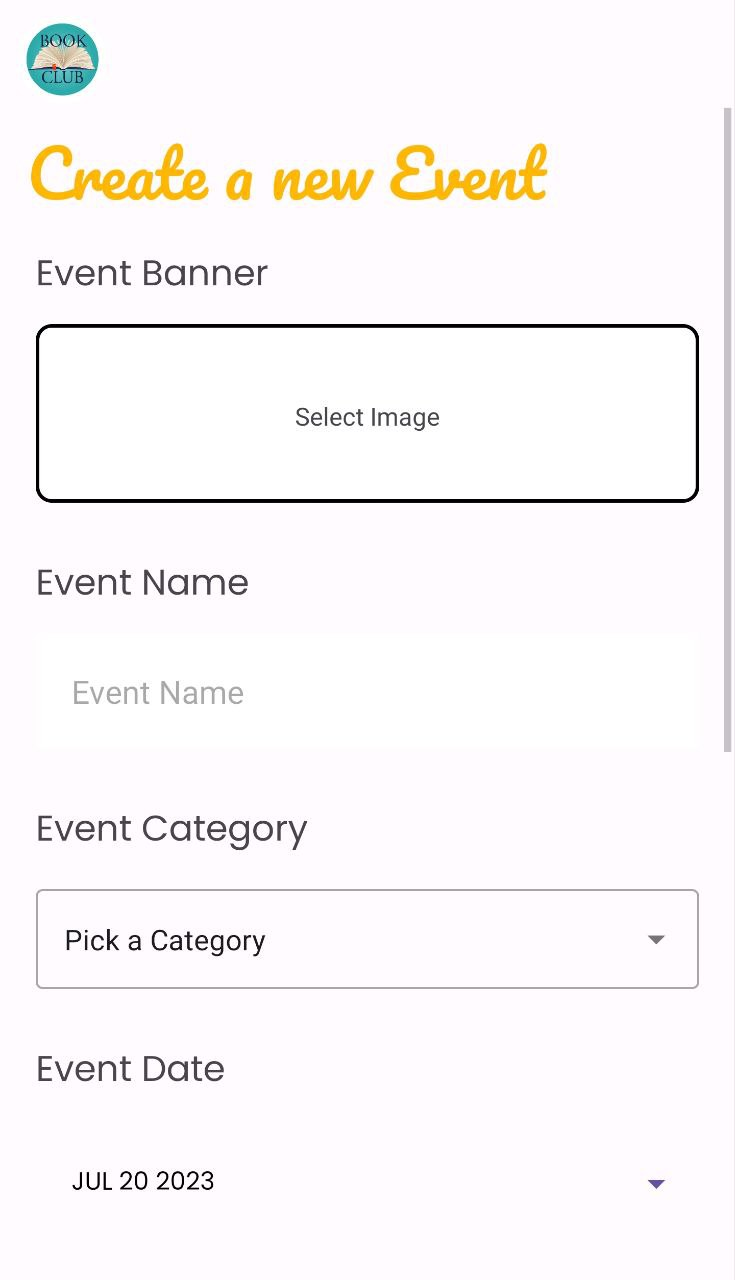 BOOK
CLUB
Create a new Event
Event Banner
Select Image
Event Name
Event Name
Event Category
Pick a Category
Event Date
JUL 20 2023